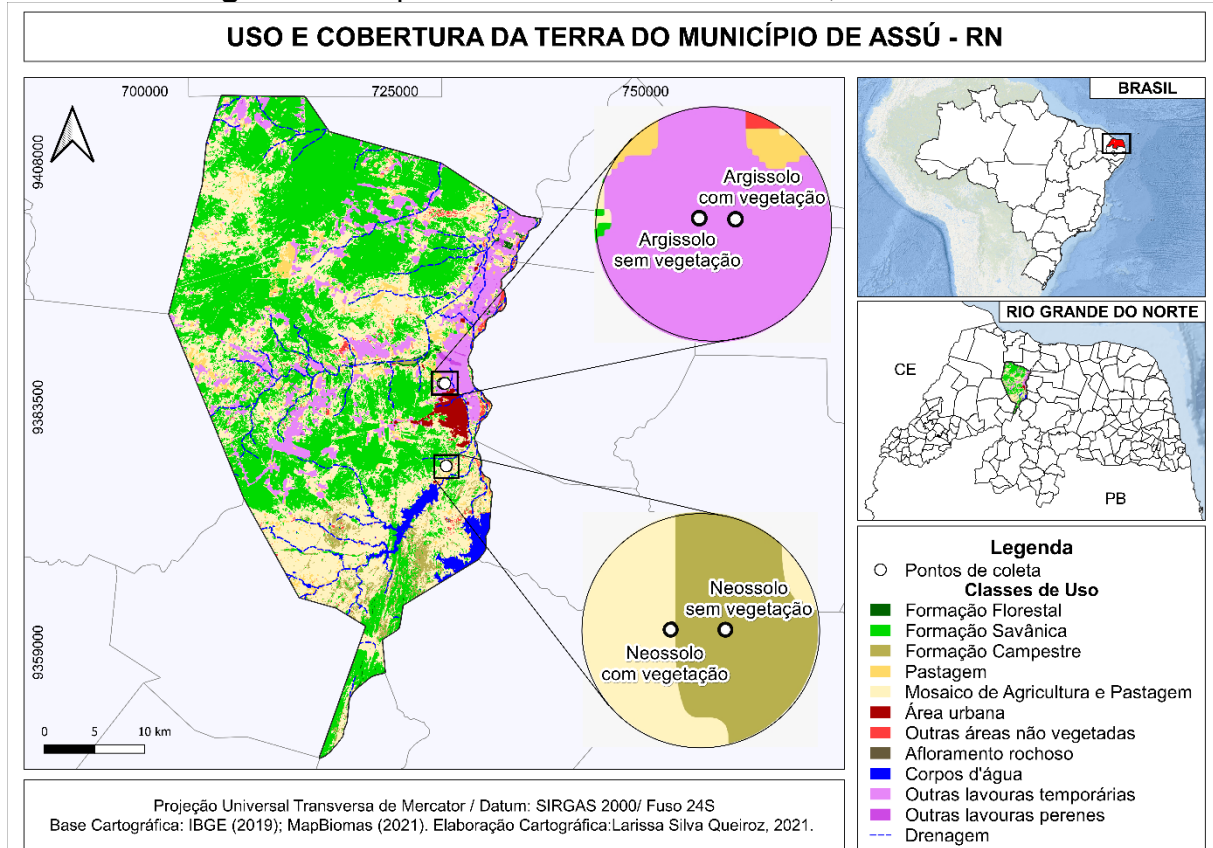 USO E COBERTURA DA TERRA DO MUNICÍPIO DE ASSÚ - RN
700000
725000
750000
9408000
9383500
9359000
Argissolo
com vegetação
Argissolo
sem vegetação
Neossolo
sem vegetação
Neossolo
com vegetação
0 5 10 km
BRASIL
RIO GRANDE DO NORTE
CE
PB
Legenda
Pontos de coleta
Classes de Uso
Formação Florestal
Formação Savânica
Formação Campestre
Pastagem
Mosaico de Agricultura e Pastagem
Área urbana
Outras áreas não vegetadas
Afloramento rochoso
Corpos d'água
Outras lavouras temporárias
Outras lavouras perenes
Drenagem
Projeção Universal Transversa de Mercator / Datum: SIRGAS 2000/ Fuso 24S
Base Cartográfica: IBGE (2019); MapBiomas (2021). Elaboração Cartográfica:Larissa Silva Queiroz, 2021.